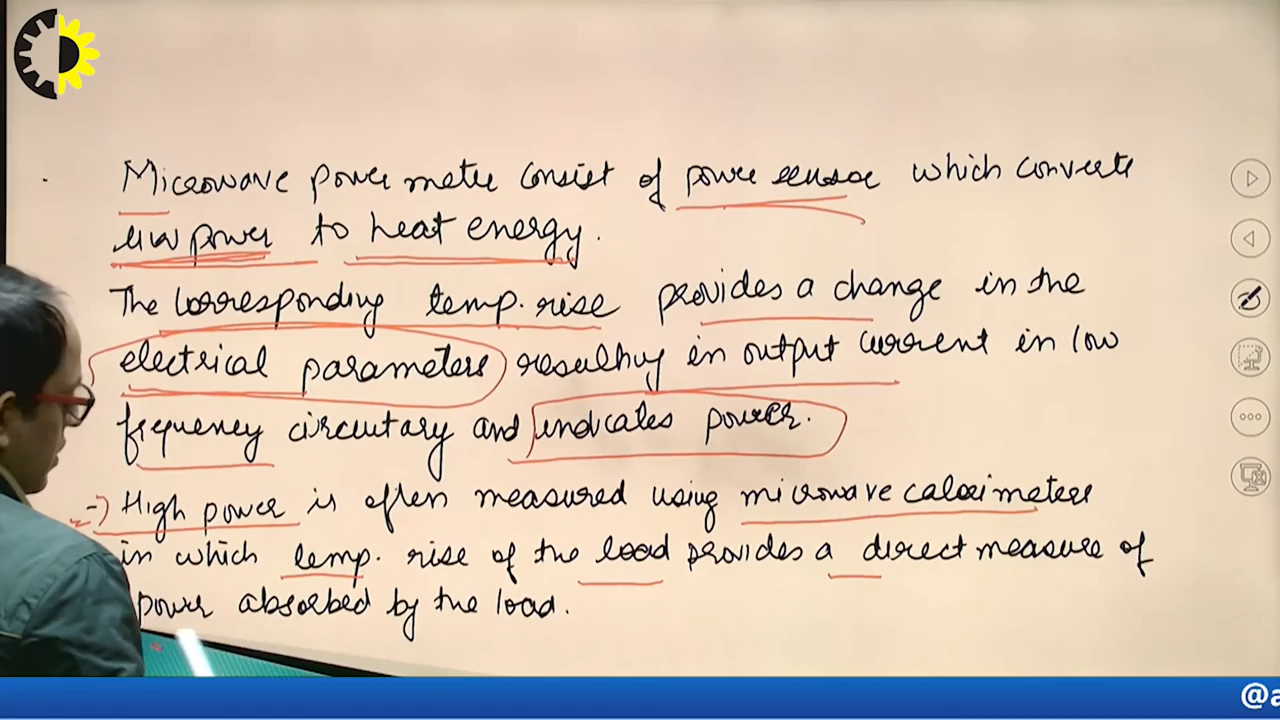 Microwave power meter consist of power sensor which converts
μw power to heat energy.
The corresponding temp. rise provides a change in the
electrical parameters resulting in output current in low
frequency circuitary and indicates power.
-) High power is often measured using microwave calorimeters
in which temp. rise of the load provides a direct measure of
power absorbed by the load.
@a